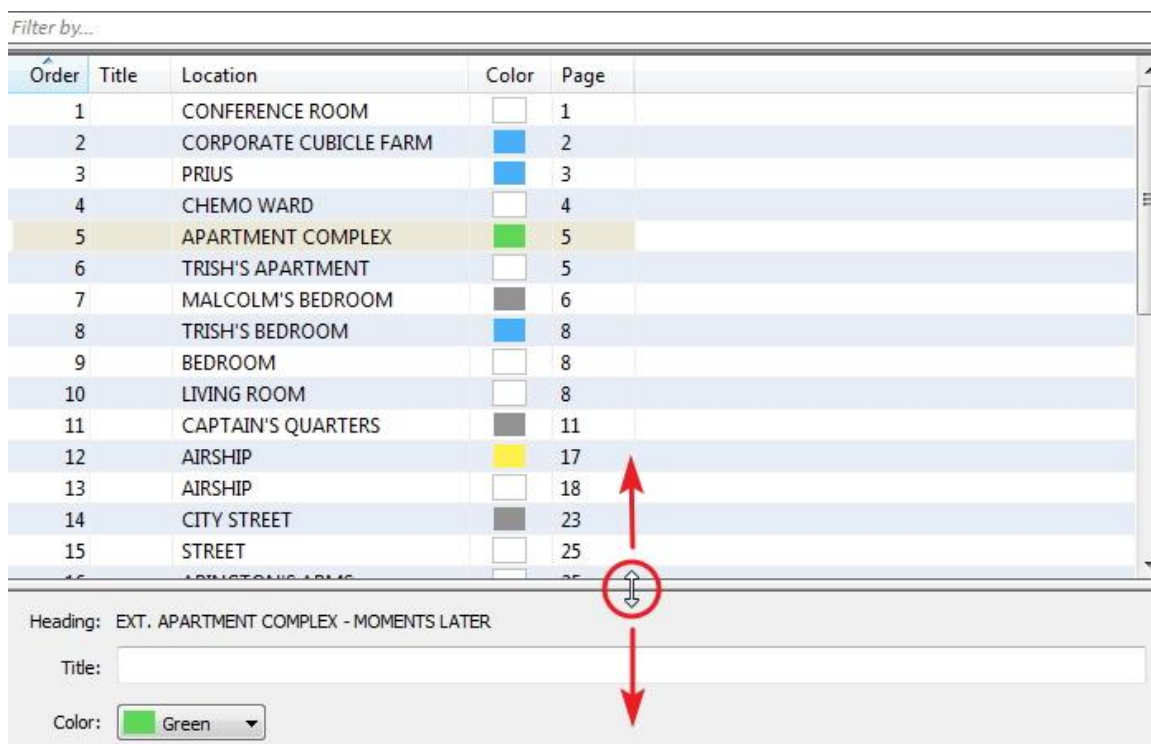 Filter by...
Order Title Location Color Page
1 CONFERENCE ROOM 1
2 CORPORATE CUBICLE FARM 2
3 PRIUS 3
4 CHEMO WARD 4
5 APARTMENT COMPLEX 5
6 TRISH'S APARTMENT 5
7 MALCOLM'S BEDROOM 6
8 TRISH'S BEDROOM 8
9 BEDROOM 8
10 LIVING ROOM 8
11 CAPTAIN'S QUARTERS 11
12 AIRSHIP 17
13 AIRSHIP 18
14 CITY STREET 23
15 STREET 25
Heading: EXT. APARTMENT COMPLEX - MOMENTS LATER
Title:
Color: Green